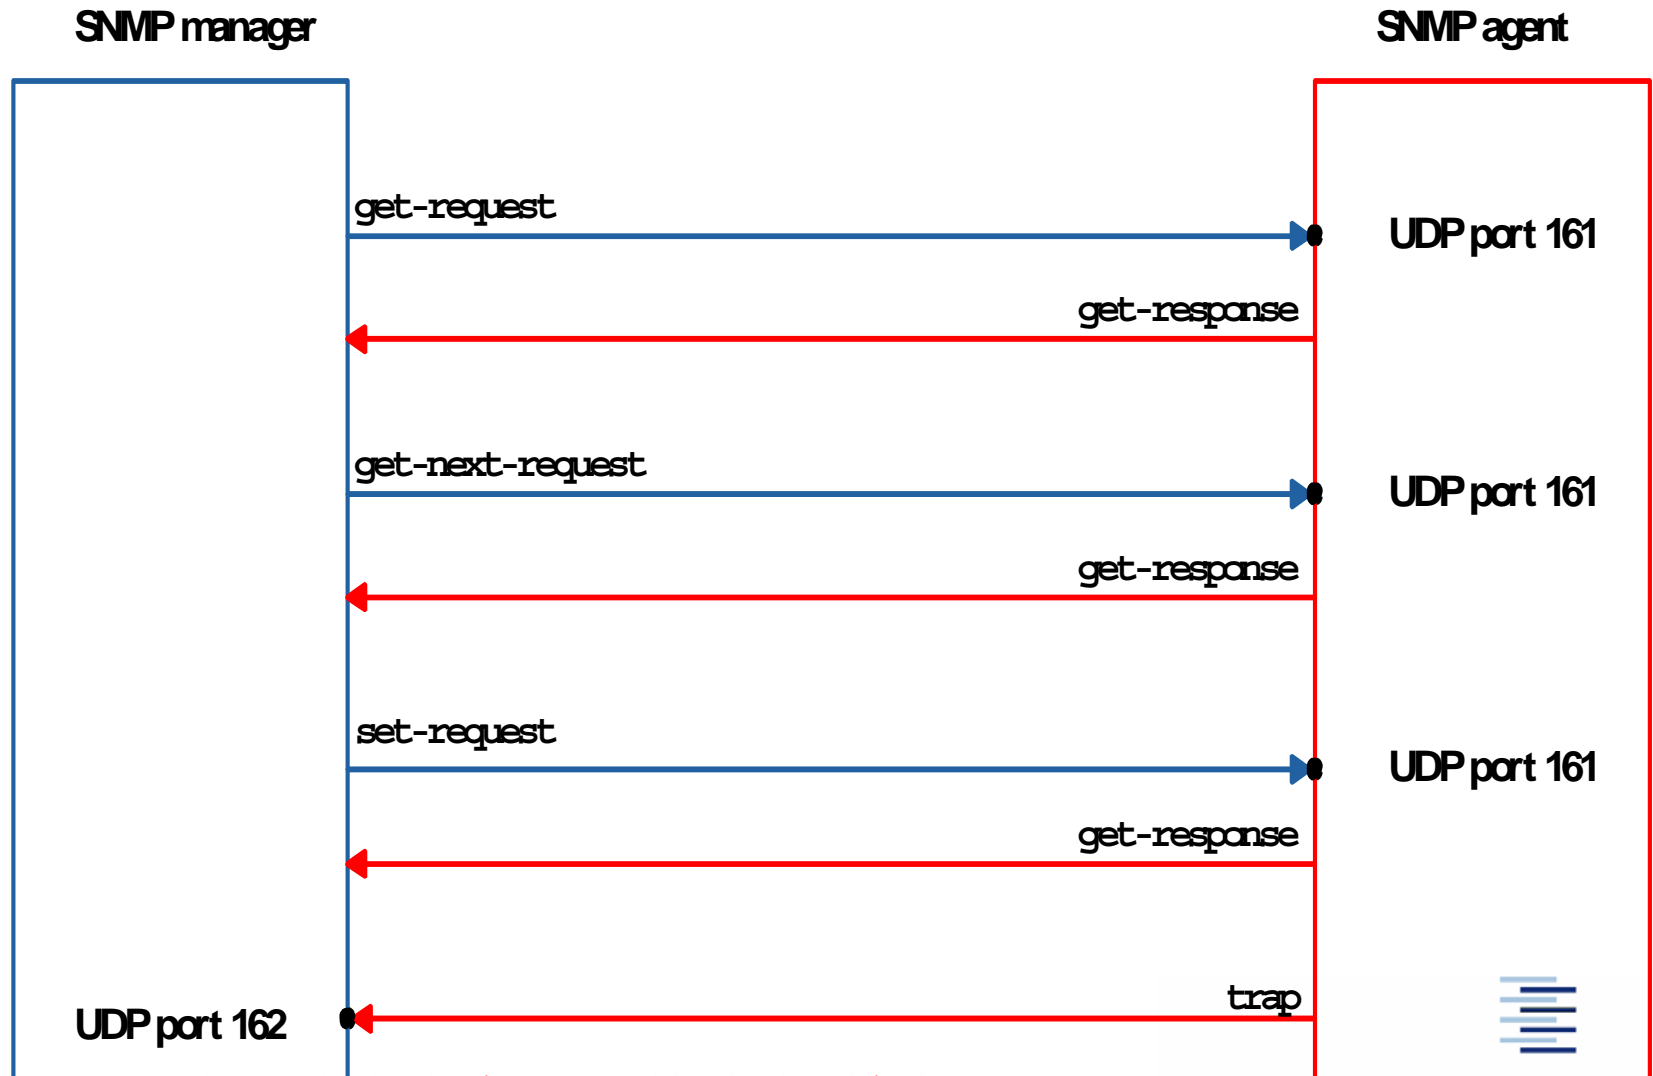 SNMP manager
SNMP agent
get-request
UDP port 161
get-response
get-next-request
UDP port 161
get-response
set-request
UDP port 161
get-response
trap
UDP port 162